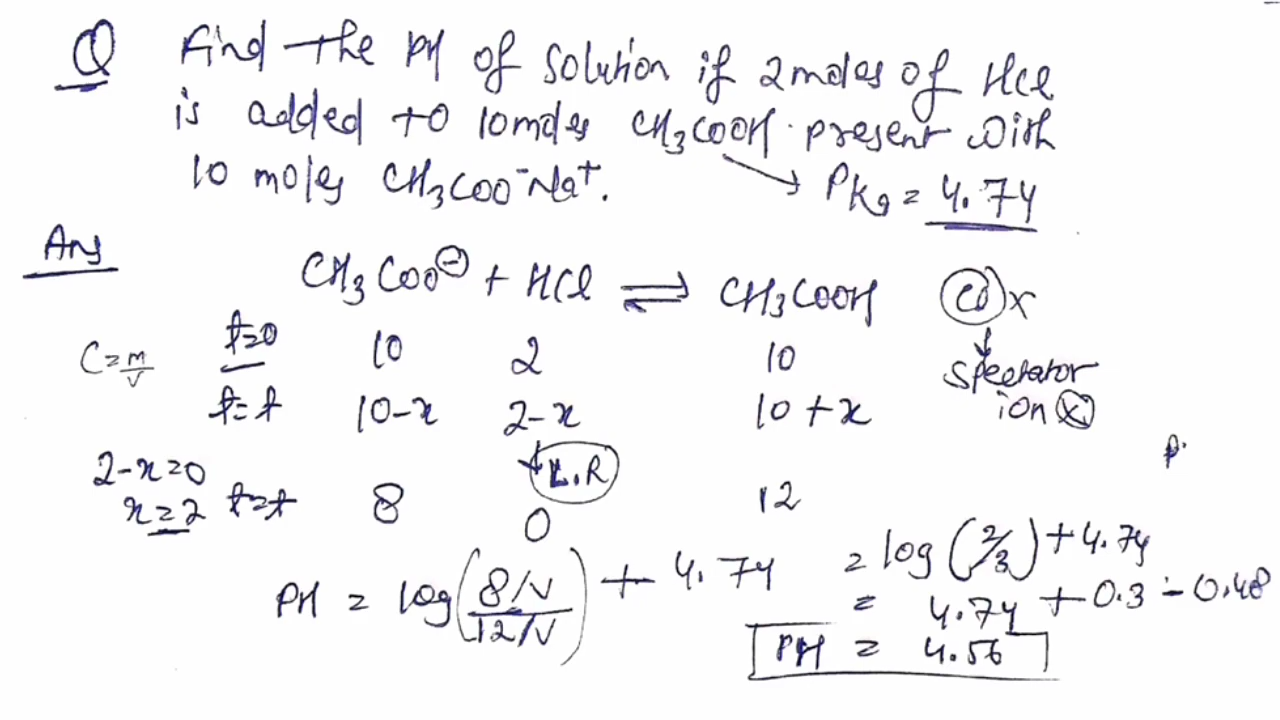 Q Find the PH of solution if 2 moles of HCl
is added to 10 moles CH₃COOH present with
10 moles CH₃COO⁻Na⁺.
PKa = 4.74
Ans
CH₃COO⊖ + HCl ⇌ CH₃COOH Cl x
C = m/V t=0 10 2 10 spectator
t=t 10-x 2-x 10+x ion x
2-x=0 L.R
x=2 t=t 8 0 12
PH = log((8/V)/(12/V)) + 4.74 = log(2/3) + 4.74
= 4.74 + 0.3 - 0.48
PH = 4.56